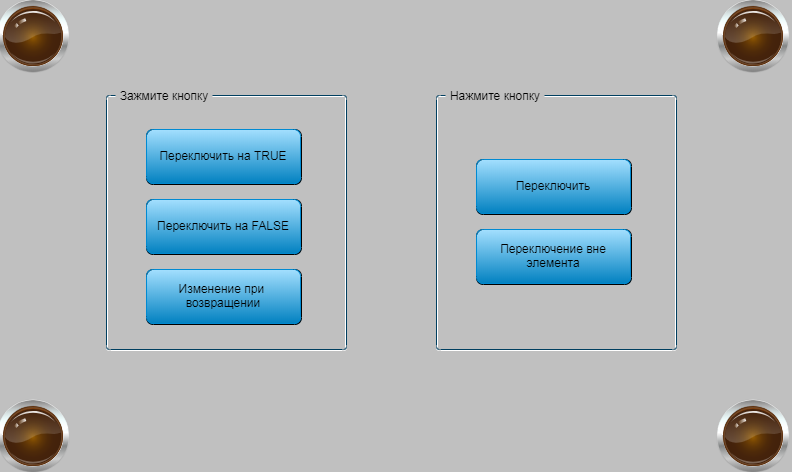 Зажмите кнопку
Переключить на TRUE
Переключить на FALSE
Изменение при
возвращении
Нажмите кнопку
Переключить
Переключение вне
элемента